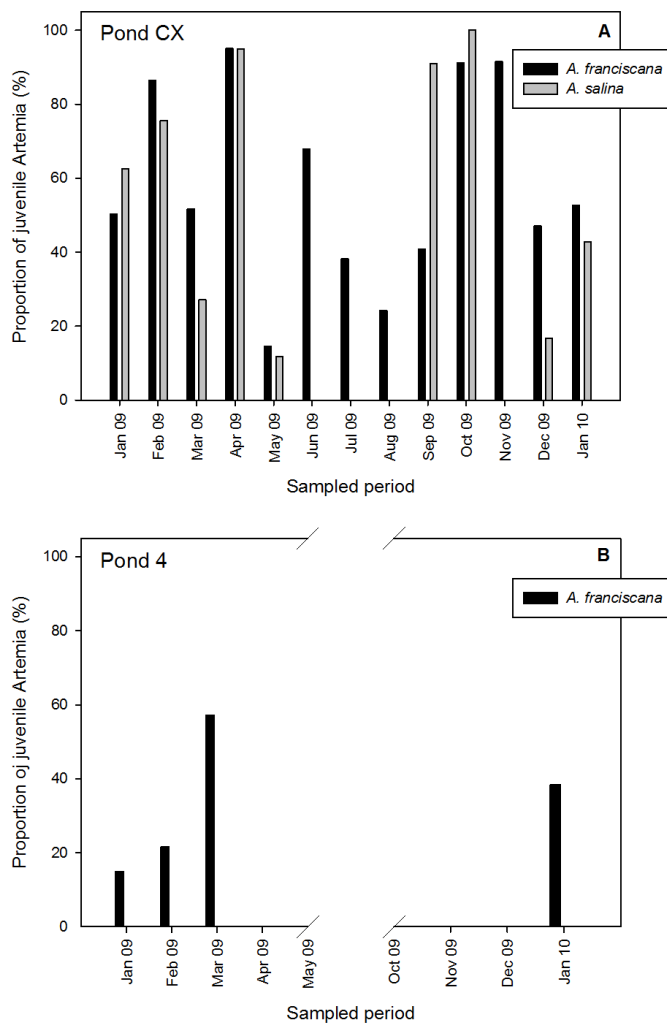 Pond CX
A
A. franciscana
A. salina
Proportion of juvenile Artemia (%)
100
80
60
40
20
0
Jan 09
Feb 09
Mar 09
Apr 09
May 09
Jun 09
Jul 09
Aug 09
Sep 09
Oct 09
Nov 09
Dec 09
Jan 10
Sampled period
Pond 4
B
A. franciscana
Proportion oj juvenile Artemia (%)
100
80
60
40
20
0
Jan 09
Feb 09
Mar 09
Apr 09
May 09
Oct 09
Nov 09
Dec 09
Jan 10
Sampled period